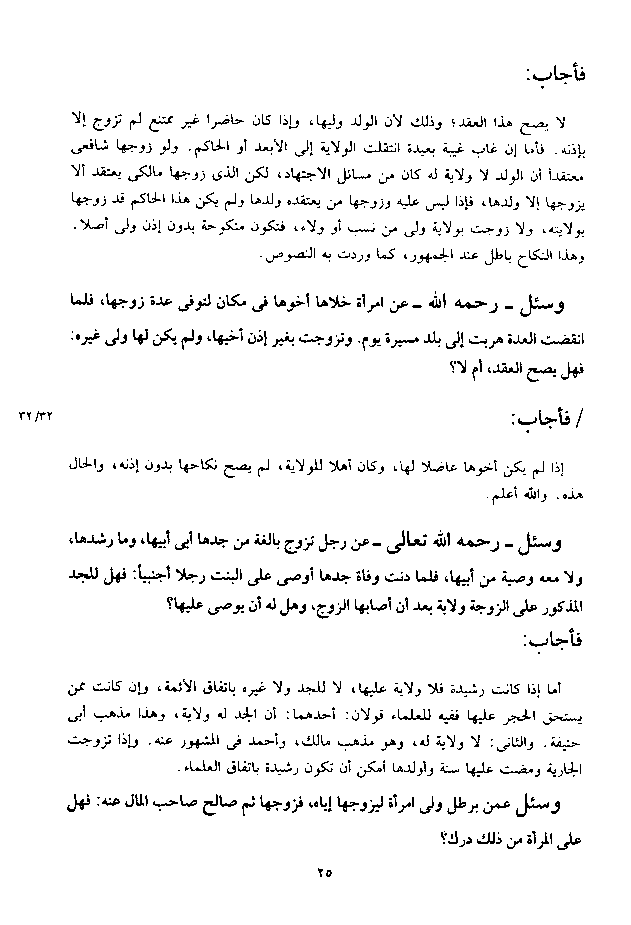 فأجاب:
لا يصح هذا العقد؛ وذلك لأن الولد وليها، وإذا كان حاضرا غير ممتنع لم تزوج إلا
بإذنه. فأما إن غاب غيبة بعيدة انتقلت الولاية إلى الأبعد أو الحاكم. ولو زوجها شافعى
معتقداً أن الولد لا ولاية له كان من مسائل الاجتهاد، لكن الذى زوجها مالكى يعتقد ألا
يزوجها إلا ولدها، فإذا لبس عليه وزوجها من يعتقده ولدها ولم يكن هذا الحاكم قد زوجها
بولايته، ولا زوجت بولاية ولى من نسب أو ولاء، فتكون منكوحة بدون إذن ولى أصلا.
وهذا النكاح باطل عند الجمهور، كما وردت به النصوص.
وسئل ـ رحمه الله ـ عن امرأة خلاها أخوها فى مكان لتوفى عدة زوجها، فلما
انقضت العدة هربت إلى بلد مسيرة يوم. وتزوجت بغير إذن أخيها، ولم يكن لها ولى غيره:
فهل يصح العقد، أم لا؟
/ فأجاب:
٣٢/٣٢
إذا لم يكن أخوها عاضلا لها، وكان أهلا للولاية، لم يصح نكاحها بدون إذنه، والحال
هذه. والله أعلم.
وسئل ـ رحمه الله تعالى ـ عن رجل تزوج بالغة من جدها أبى أبيها، وما رشدها،
ولا معه وصية من أبيها، فلما دنت وفاة جدها أوصى على البنت رجلا أجنبياً: فهل للجد
المذكور على الزوجة ولاية بعد أن أصابها الزوج، وهل له أن يوصى عليها؟
فأجاب:
أما إذا كانت رشيدة فلا ولاية عليها، لا للجد ولا غيره باتفاق الأئمة، وإن كانت ممن
يستحق الحجر عليها ففيه للعلماء قولان: أحدهما: أن الجد له ولاية، وهذا مذهب أبى
حنيفة. والثانى: لا ولاية له، وهو مذهب مالك، وأحمد فى المشهور عنه. وإذا تزوجت
الجارية ومضت عليها سنة وأولدها أمكن أن تكون رشيدة باتفاق العلماء.
وسئل عمن برطل ولى امرأة ليزوجها إياه، فزوجها ثم صالح صاحب المال عنه: فهل
على المرأة من ذلك درك؟
٢٥